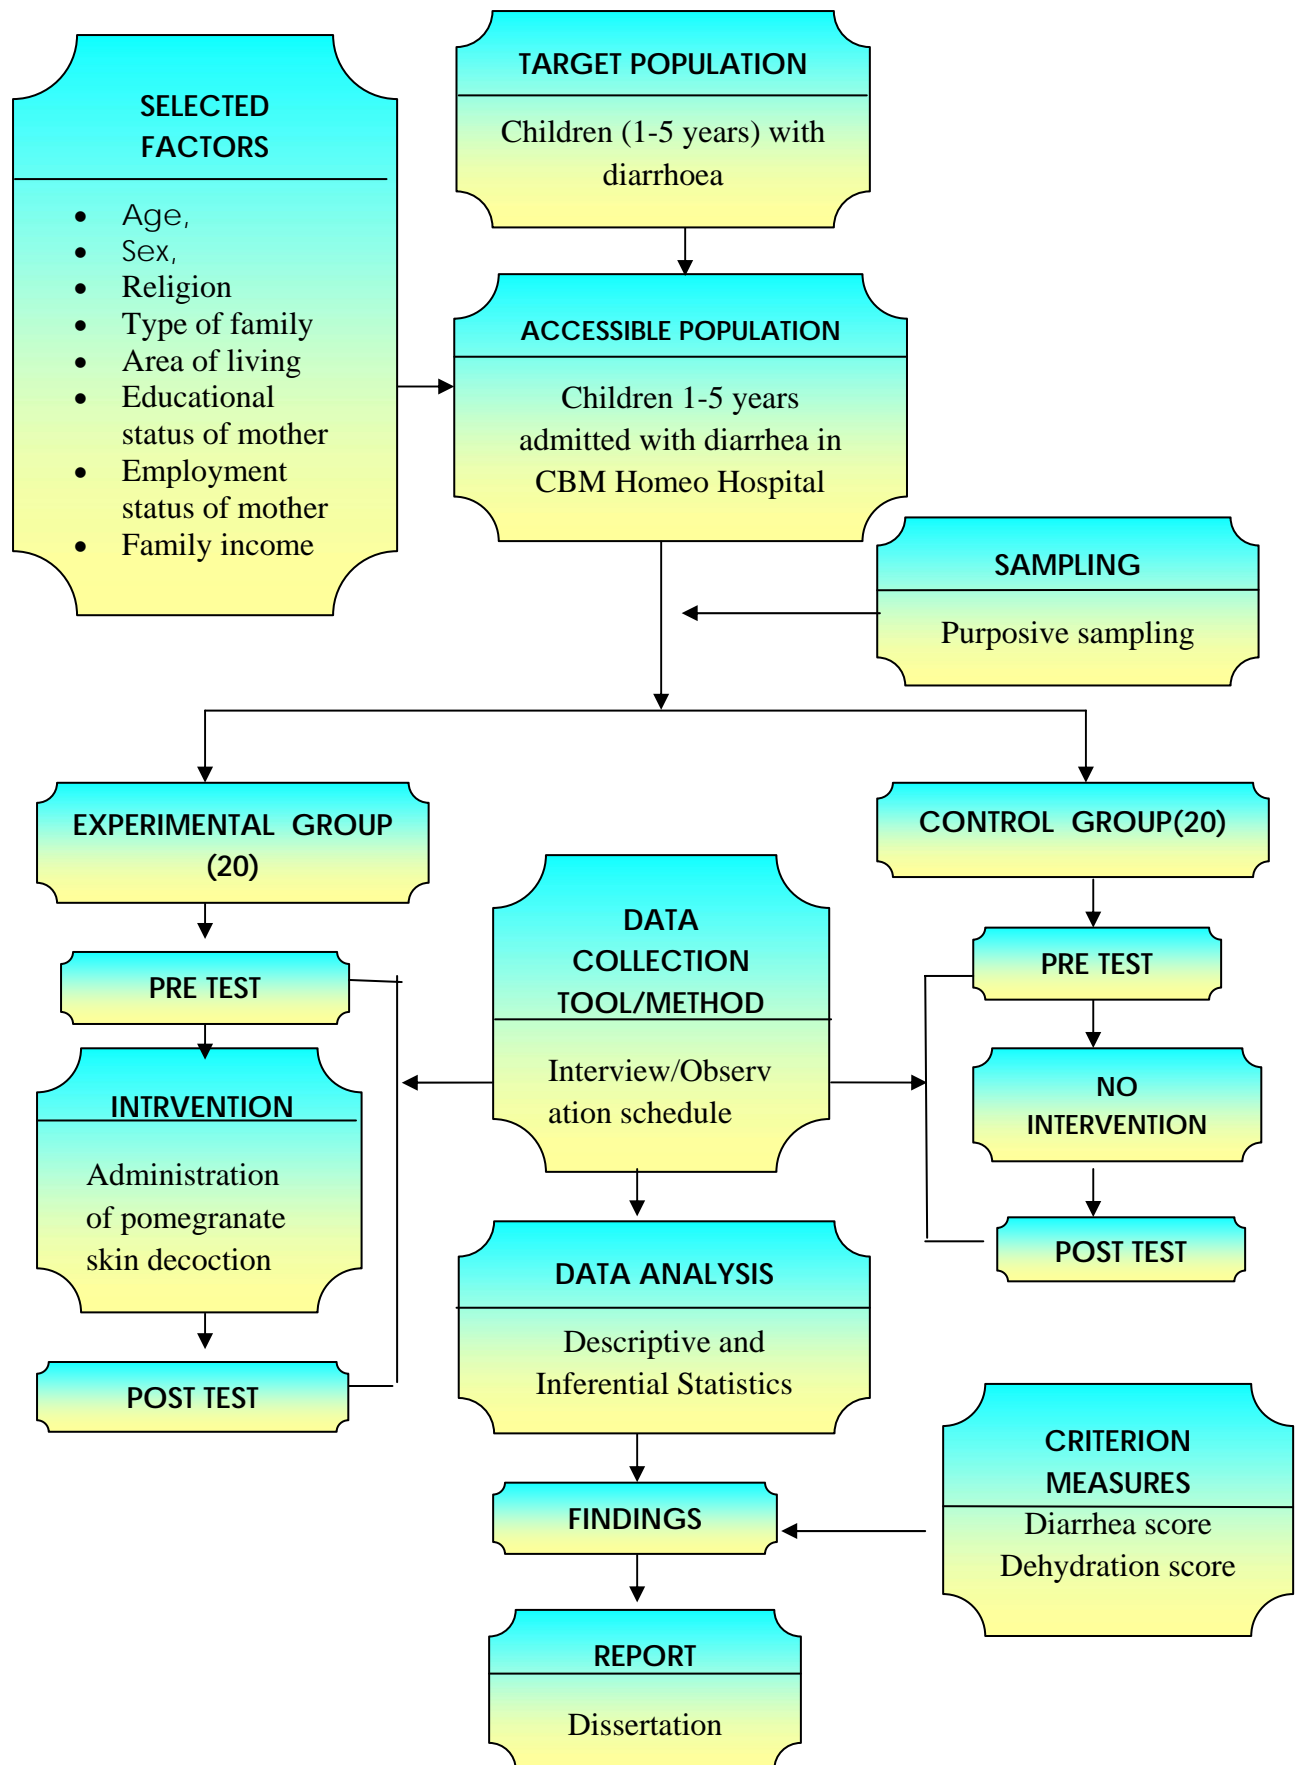 TARGET POPULATION
Children (1-5 years) with
diarrhoea
SELECTED
FACTORS
• Age,
• Sex,
• Religion
• Type of family
• Area of living
• Educational
status of mother
• Employment
status of mother
• Family income
ACCESSIBLE POPULATION
Children 1-5 years
admitted with diarrhea in
CBM Homeo Hospital
SAMPLING
Purposive sampling
EXPERIMENTAL GROUP
(20)
CONTROL GROUP(20)
PRE TEST
INTRVENTION
Administration
of pomegranate
skin decoction
POST TEST
DATA
COLLECTION
TOOL/METHOD
Interview/Observ
ation schedule
PRE TEST
NO
INTERVENTION
POST TEST
DATA ANALYSIS
Descriptive and
Inferential Statistics
CRITERION
MEASURES
Diarrhea score
Dehydration score
FINDINGS
REPORT
Dissertation